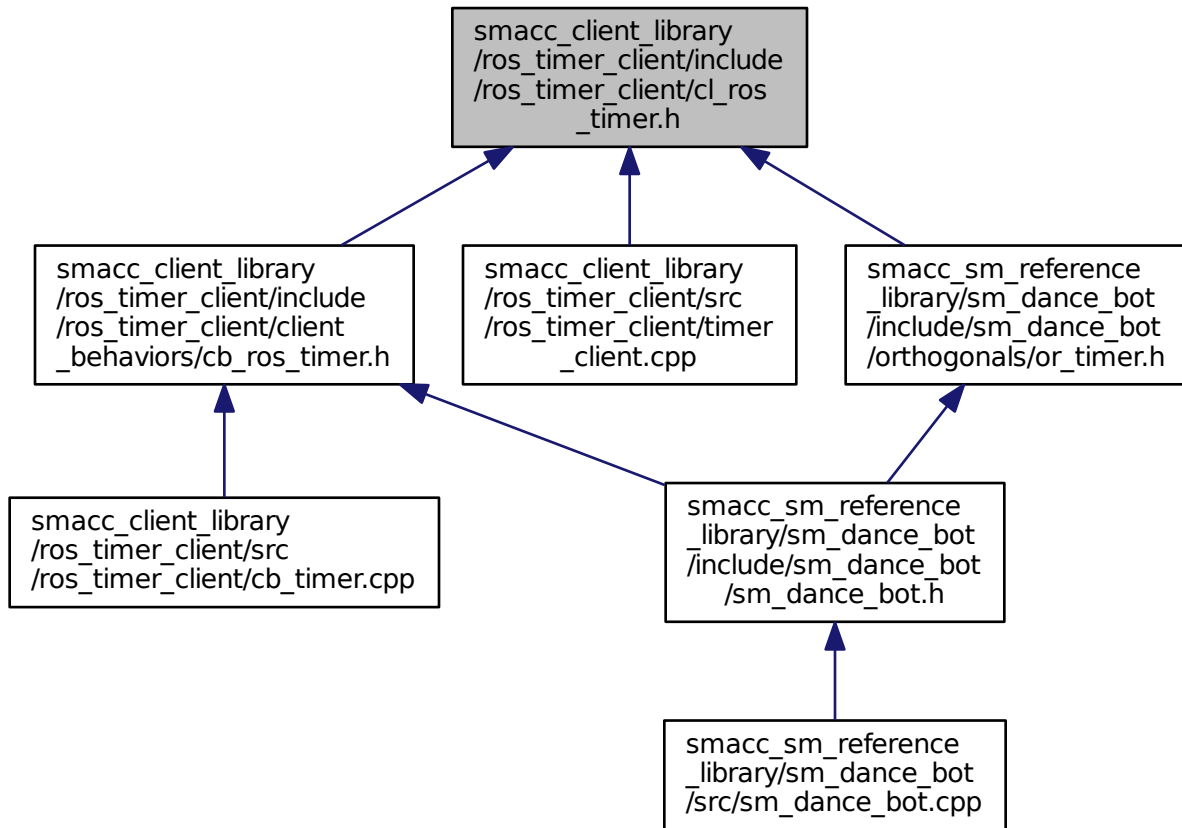 smacc_client_library
/ros_timer_client/include
/ros_timer_client/cl_ros
_timer.h
smacc_client_library
/ros_timer_client/include
/ros_timer_client/client
_behaviors/cb_ros_timer.h
smacc_client_library
/ros_timer_client/src
/ros_timer_client/timer
_client.cpp
smacc_sm_reference
_library/sm_dance_bot
/include/sm_dance_bot
/orthogonals/or_timer.h
smacc_client_library
/ros_timer_client/src
/ros_timer_client/cb_timer.cpp
smacc_sm_reference
_library/sm_dance_bot
/include/sm_dance_bot
/sm_dance_bot.h
smacc_sm_reference
_library/sm_dance_bot
/src/sm_dance_bot.cpp